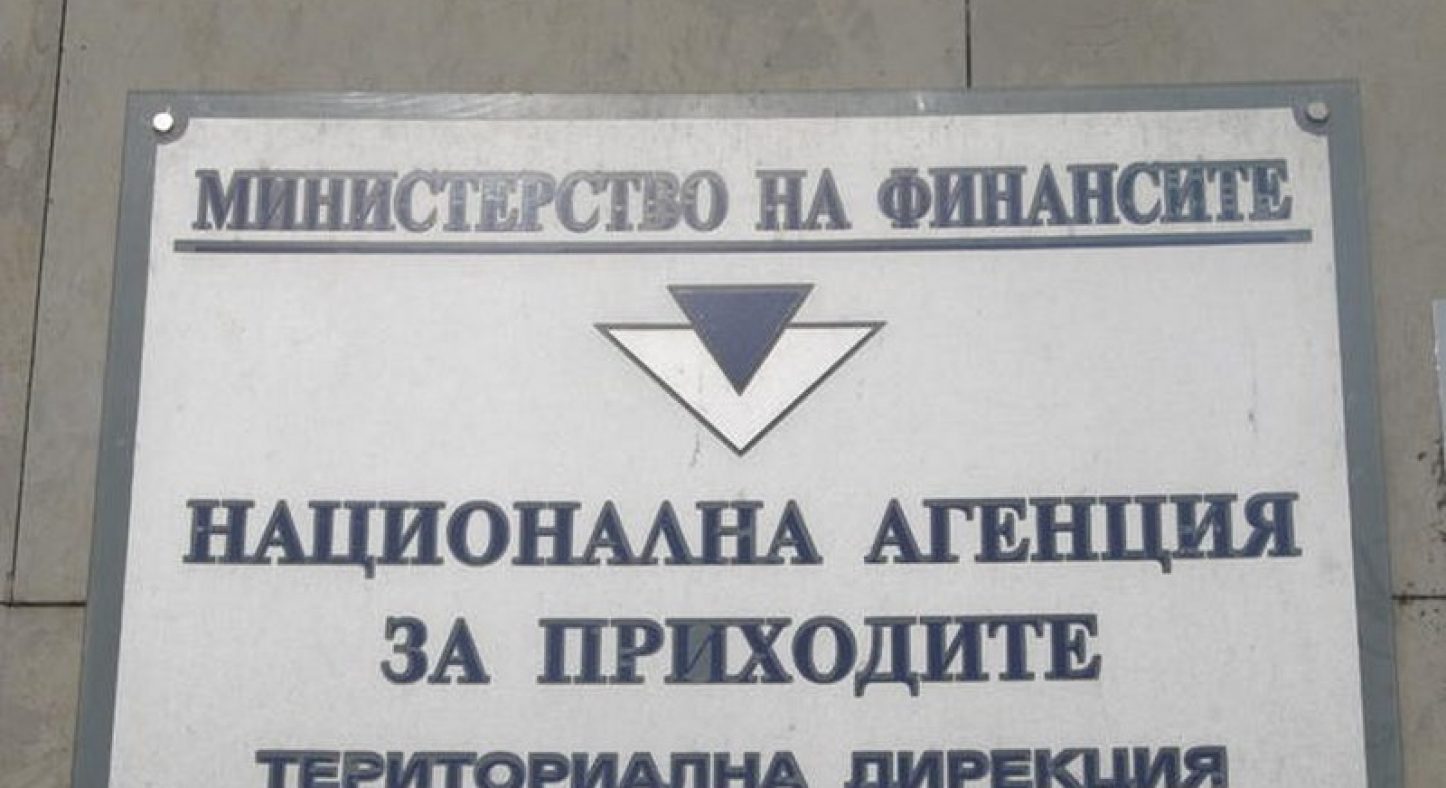 МИНИСТЕРСТВО НА ФИНАНСИТЕ
НАЦИОНАЛНА АГЕНЦИЯ
ЗА ПРИХОДИТЕ
ТЕРИТОРИАЛНА ДИРЕКЦИЯ